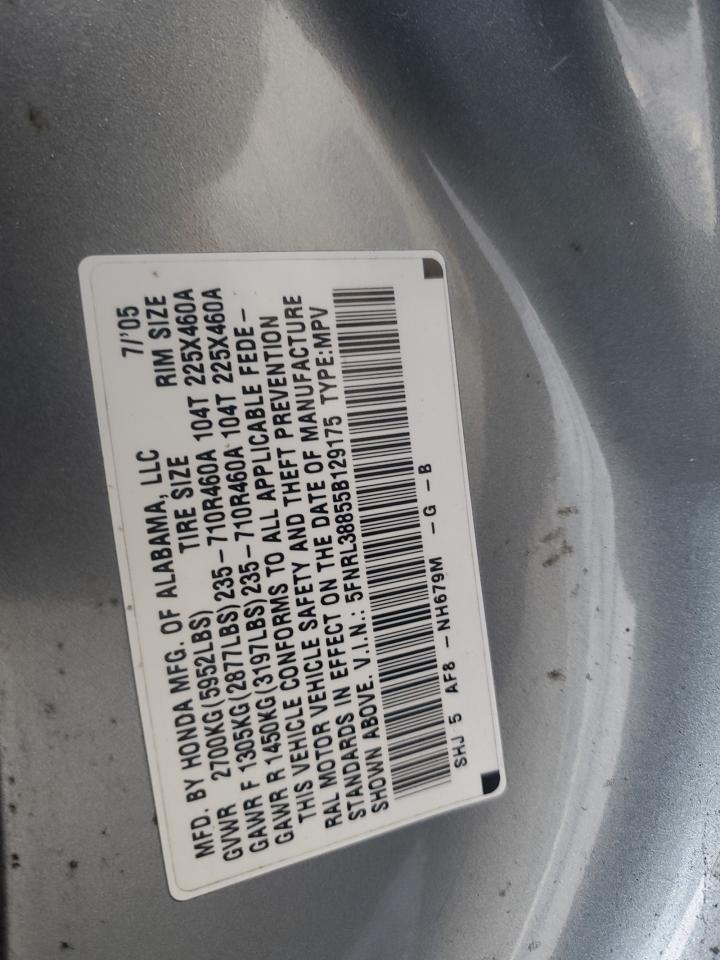 MFD. BY HONDA MFG. OF ALABAMA, LLC 7/'05
GVWR 2700KG(5952LBS) TIRE SIZE RIM SIZE
GAWR F 1305KG(2877LBS)235-710R460A 104T 225X460A
GAWR R 1450KG(3197LBS)235-710R460A 104T 225X460A
THIS VEHICLE CONFORMS TO ALL APPLICABLE FEDE-
RAL MOTOR VEHICLE SAFETY AND THEFT PREVENTION
STANDARDS IN EFFECT ON THE DATE OF MANUFACTURE
SHOWN ABOVE. V.I.N.: 5FNRL38855B129175 TYPE:MPV
SHJ 5 AF8 - NH679M -G -B